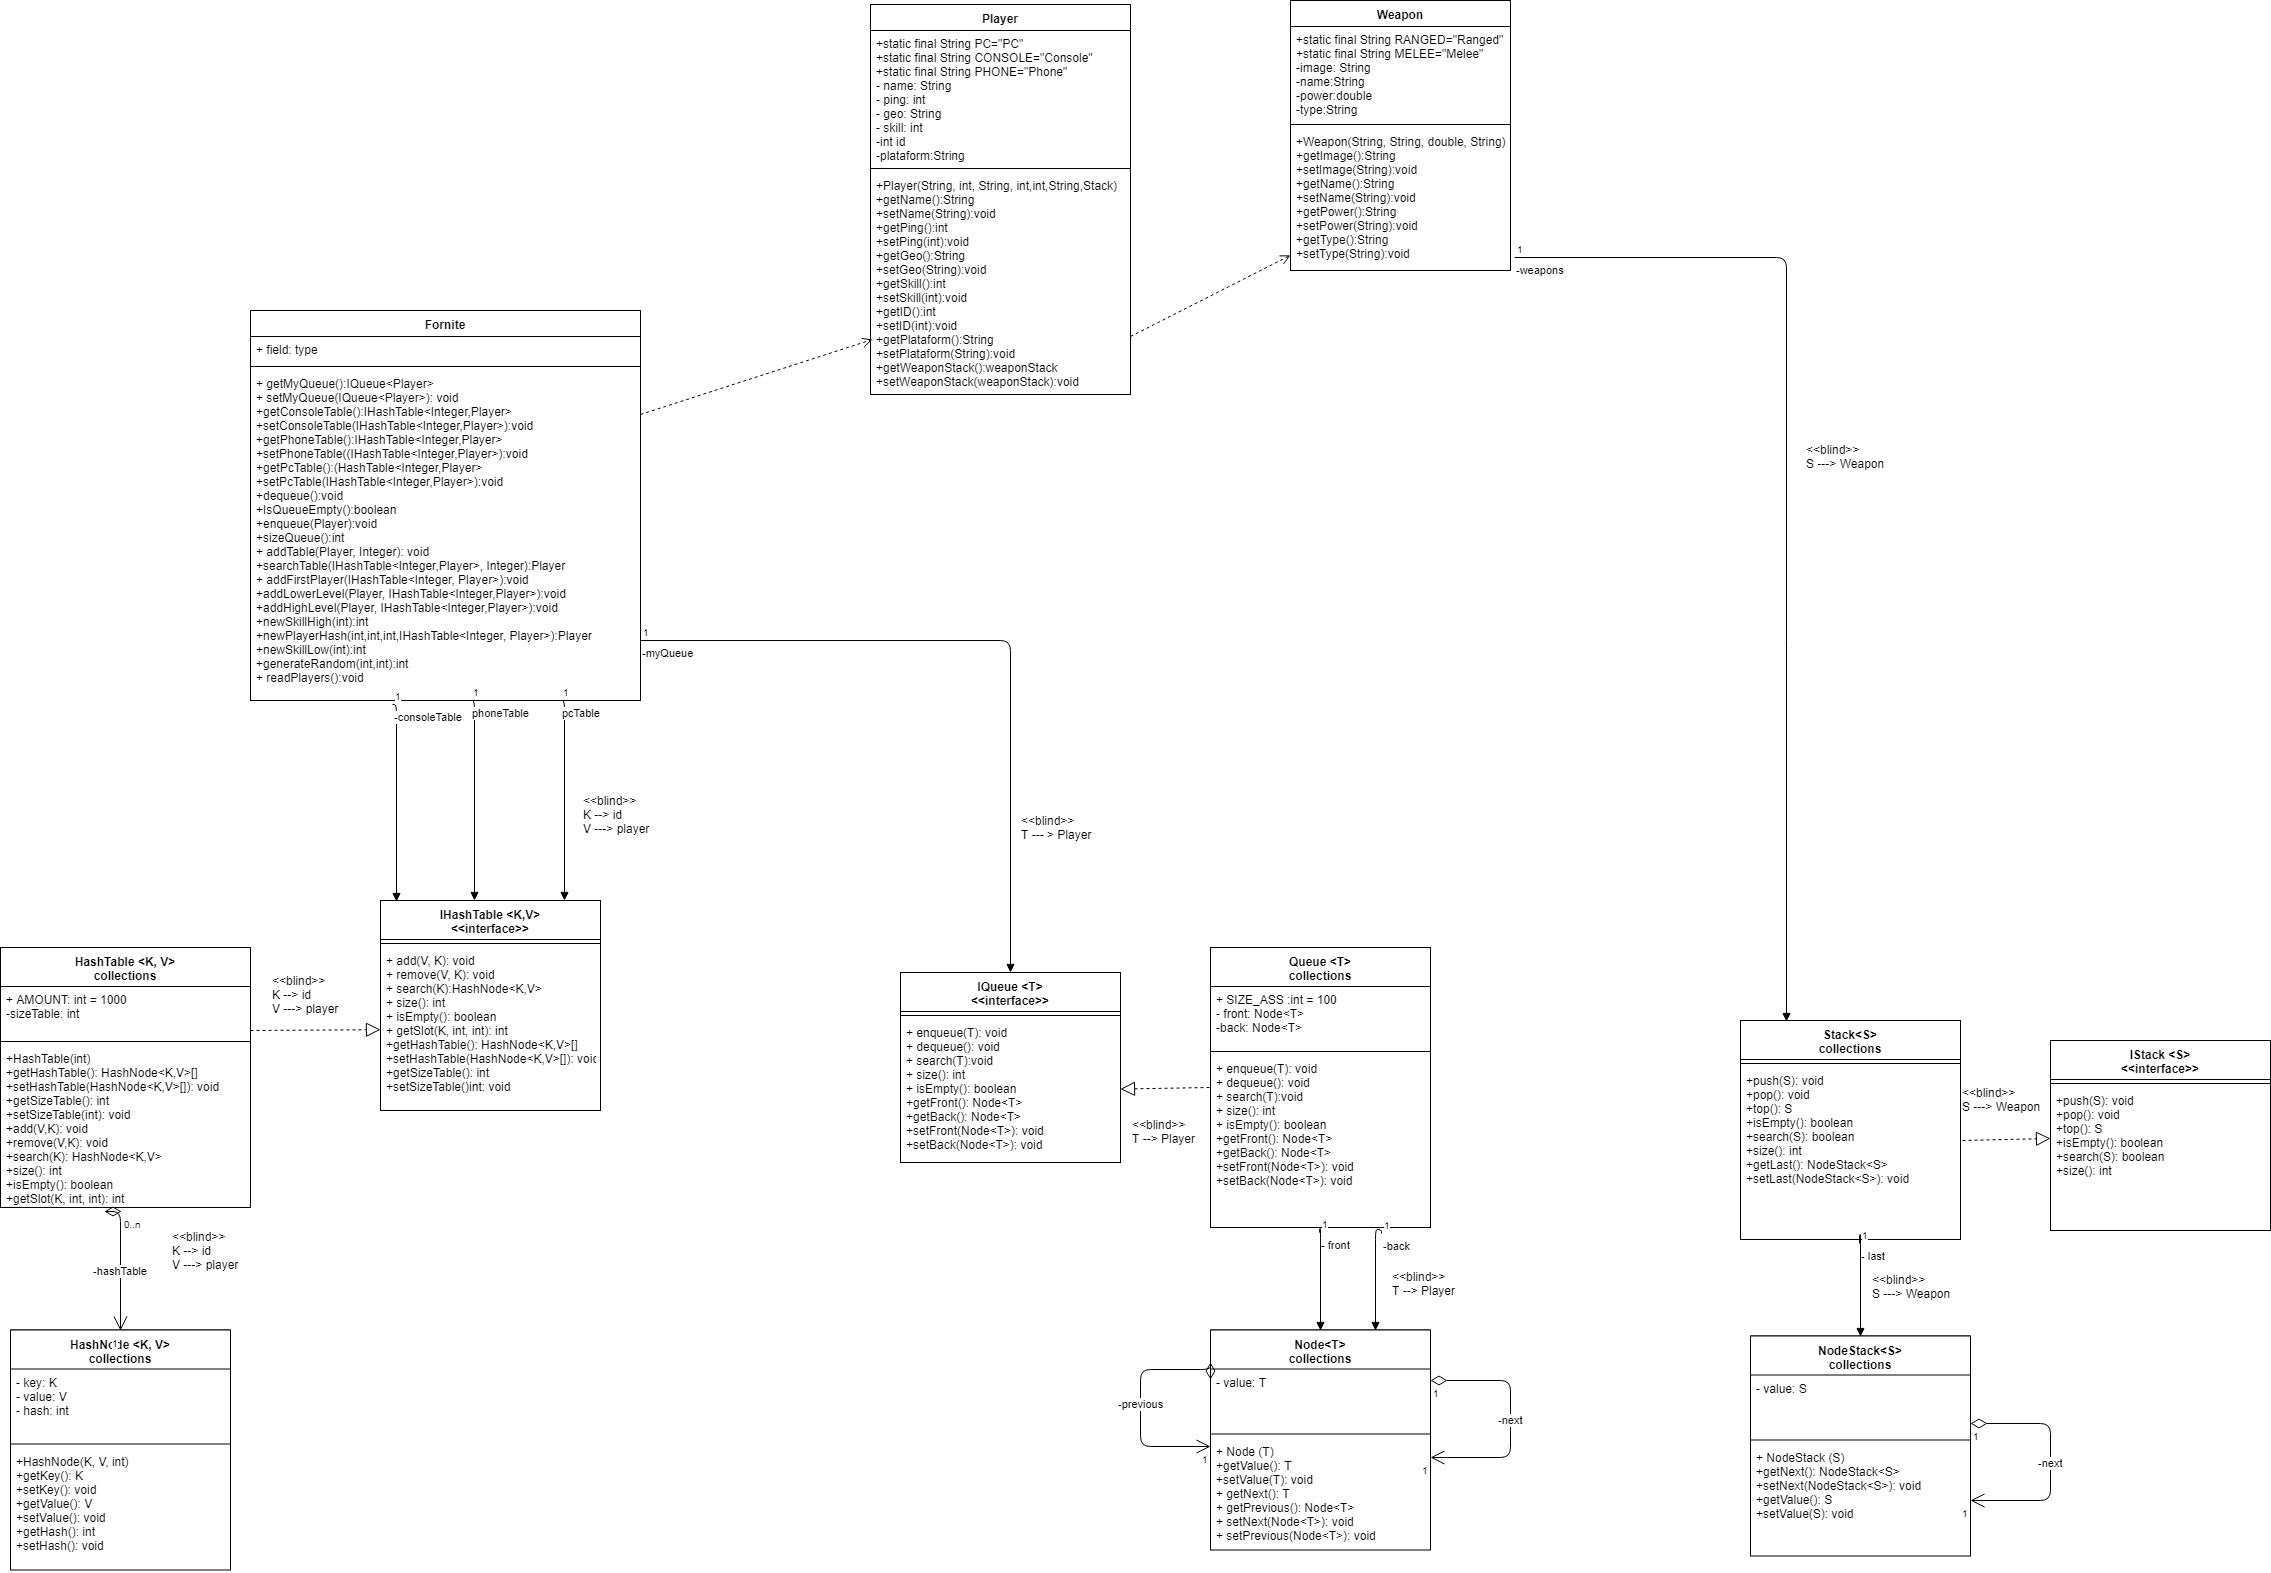 Player
+static final String PC="PC"
+static final String CONSOLE="Console"
+static final String PHONE="Phone"
- name: String
- ping: int
- geo: String
- skill: int
-int id
-plataform:String
+Player(String, int, String, int,int,String,Stack)
+getName():String
+setName(String):void
+getPing():int
+setPing(int):void
+getGeo():String
+setGeo(String):void
+getSkill():int
+setSkill(int):void
+getID():int
+setID(int):void
+getPlataform():String
+setPlataform(String):void
+getWeaponStack():weaponStack
+setWeaponStack(weaponStack):void
Weapon
+static final String RANGED="Ranged"
+static final String MELEE="Melee"
-image: String
-name:String
-power:double
-type:String
+Weapon(String, String, double, String)
+getImage():String
+setImage(String):void
+getName():String
+setName(String):void
+getPower():String
+setPower(String):void
+getType():String
+setType(String):void
1
-weapons
<<blind>>
S ---> Weapon
Fornite
+ field: type
+ getMyQueue():IQueue<Player>
+ setMyQueue(IQueue<Player>): void
+getConsoleTable():IHashTable<Integer,Player>
+setConsoleTable(IHashTable<Integer,Player>):void
+getPhoneTable():IHashTable<Integer,Player>
+setPhoneTable((IHashTable<Integer,Player>):void
+getPcTable():(HashTable<Integer,Player>
+setPcTable(IHashTable<Integer,Player>):void
+dequeue():void
+IsQueueEmpty():boolean
+enqueue(Player):void
+sizeQueue():int
+ addTable(Player, Integer): void
+searchTable(IHashTable<Integer,Player>, Integer):Player
+ addFirstPlayer(IHashTable<Integer, Player>):void
+addLowerLevel(Player, IHashTable<Integer,Player>):void
+addHighLevel(Player, IHashTable<Integer,Player>):void
+newSkillHigh(int):int
+newPlayerHash(int,int,int,IHashTable<Integer, Player>):Player
+newSkillLow(int):int
+generateRandom(int,int):int
+ readPlayers():void
1
-myQueue
1
1
1
-consoleTable
phoneTable
pcTable
<<blind>>
K --> id
V ---> player
<<blind>>
T --- > Player
IHashTable <K,V>
<<interface>>
+ add(V, K): void
+ remove(V, K): void
+ search(K):HashNode<K,V>
+ size(): int
+ isEmpty(): boolean
+ getSlot(K, int, int): int
+getHashTable(): HashNode<K,V>[]
+setHashTable(HashNode<K,V>[]): void
+getSizeTable(): int
+setSizeTable()int: void
HashTable <K, V>
collections
+ AMOUNT: int = 1000
-sizeTable: int
+HashTable(int)
+getHashTable(): HashNode<K,V>[]
+setHashTable(HashNode<K,V>[]): void
+getSizeTable(): int
+setSizeTable(int): void
+add(V,K): void
+remove(V,K): void
+search(K): HashNode<K,V>
+size(): int
+isEmpty(): boolean
+getSlot(K, int, int): int
<<blind>>
K --> id
V ---> player
0..n
<<blind>>
K --> id
V ---> player
-hashTable
1
HashNode <K, V>
collections
- key: K
- value: V
- hash: int
+HashNode(K, V, int)
+getKey(): K
+setKey(): void
+getValue(): V
+setValue(): void
+getHash(): int
+setHash(): void
IQueue <T>
<<interface>>
+ enqueue(T): void
+ dequeue(): void
+ search(T):void
+ size(): int
+ isEmpty(): boolean
+getFront(): Node<T>
+getBack(): Node<T>
+setFront(Node<T>): void
+setBack(Node<T>): void
<<blind>>
T --> Player
Queue <T>
collections
+ SIZE_ASS :int = 100
- front: Node<T>
-back: Node<T>
+ enqueue(T): void
+ dequeue(): void
+ search(T):void
+ size(): int
+ isEmpty(): boolean
+getFront(): Node<T>
+getBack(): Node<T>
+setFront(Node<T>): void
+setBack(Node<T>): void
1
1
- front
-back
<<blind>>
T --> Player
Node<T>
collections
- value: T
+ Node (T)
+getValue(): T
+setValue(T): void
+ getNext(): T
+ getPrevious(): Node<T>
+ setNext(Node<T>): void
+ setPrevious(Node<T>): void
-previous
1
1
-next
1
Stack<S>
collections
+push(S): void
+pop(): void
+top(): S
+isEmpty(): boolean
+search(S): boolean
+size(): int
+getLast(): NodeStack<S>
+setLast(NodeStack<S>): void
<<blind>>
S ---> Weapon
IStack <S>
<<interface>>
+push(S): void
+pop(): void
+top(): S
+isEmpty(): boolean
+search(S): boolean
+size(): int
1
- last
<<blind>>
S ---> Weapon
NodeStack<S>
collections
- value: S
+ NodeStack (S)
+getNext(): NodeStack<S>
+setNext(NodeStack<S>): void
+getValue(): S
+setValue(S): void
1
-next
1